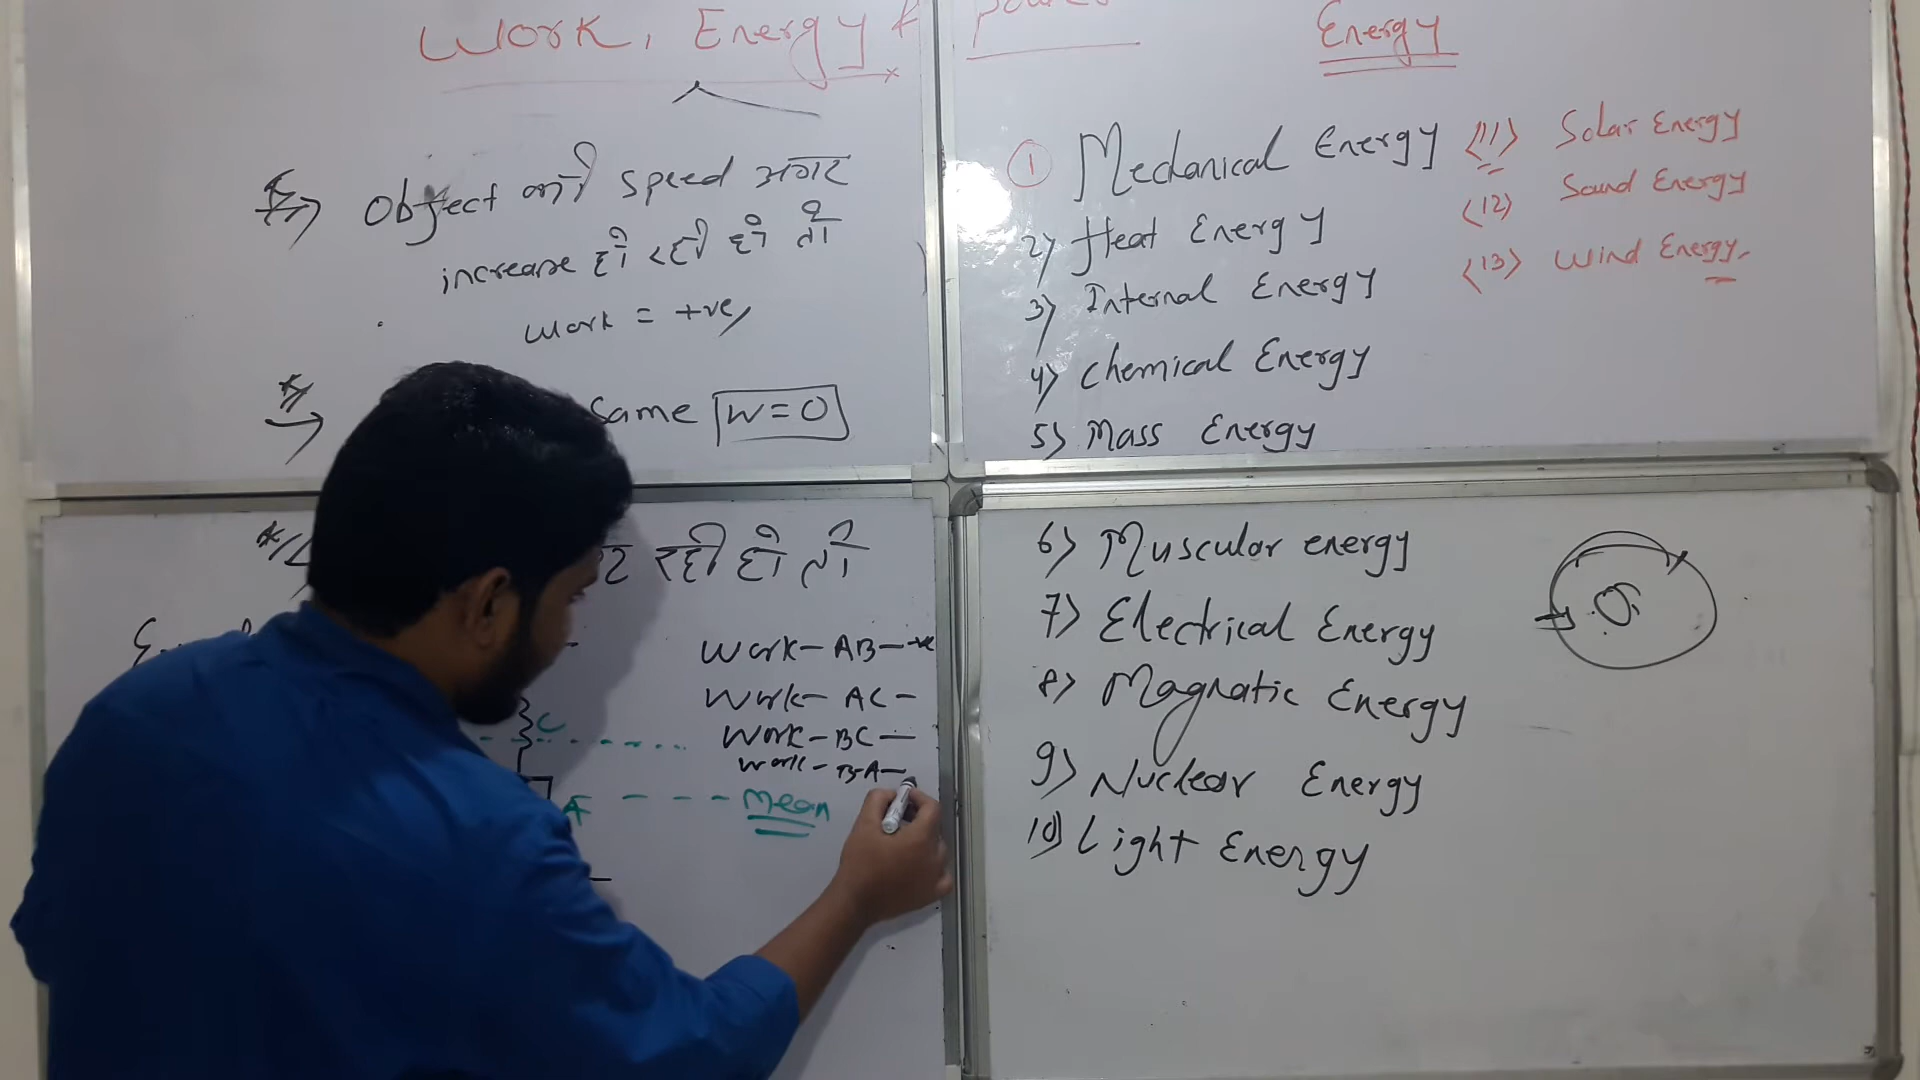 Work, Energy &
Object की speed अगर
increase हो रही हो तो
work = +ve
same W=0
रही हो तो
Work-AB--ve
Work- AC-
Work-BC-
Work-BA-
C
A
Mean
Energy
① Mechanical Energy
2) Heat Energy
3) Internal Energy
4) Chemical Energy
5) Mass Energy
<11> Solar Energy
<12> Sound Energy
<13> Wind Energy.
6) Muscular energy
7) Electrical Energy
8) Magnatic Energy
9) Nuclear Energy
10) Light Energy